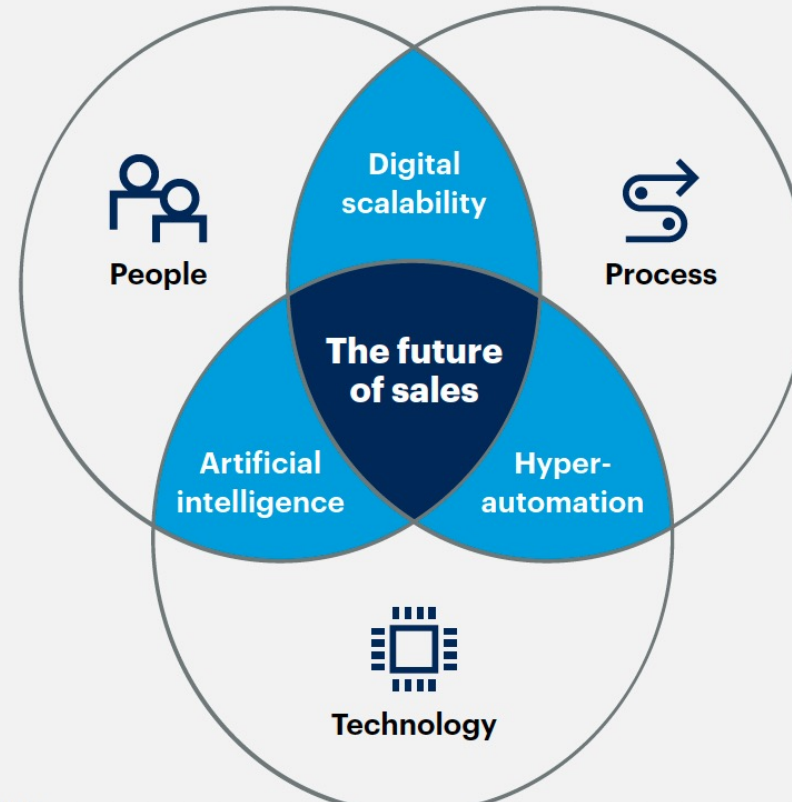 Digital
scalability
People
Process
The future
of sales
Artificial
intelligence
Hyper-
automation
Technology